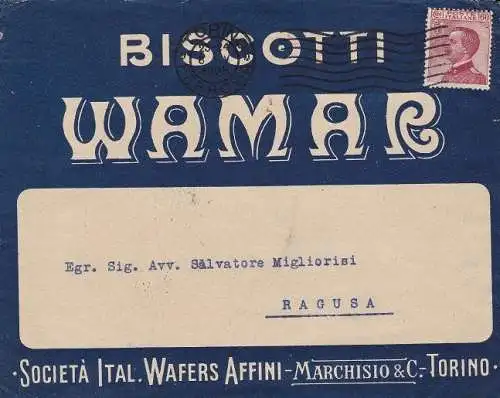 BISCOTTI
WAMAR
Egr. Sig. Avv. Salvatore Migliorisi
RAGUSA
·SOCIETÀ ITAL. WAFERS AFFINI-MARCHISIO & C.-TORINO·